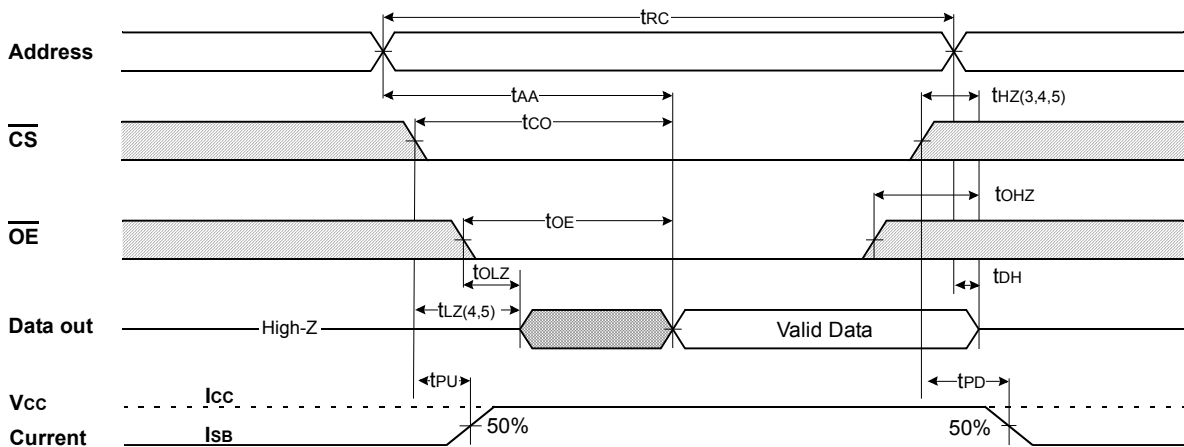 tRC
Address
tAA
tHZ(3,4,5)
CS
tCO
tOHZ
OE
tOE
tOLZ
tDH
tLZ(4,5)
Data out
High-Z
Valid Data
tPU
tPD
VCC
ICC
50%
50%
Current
ISB